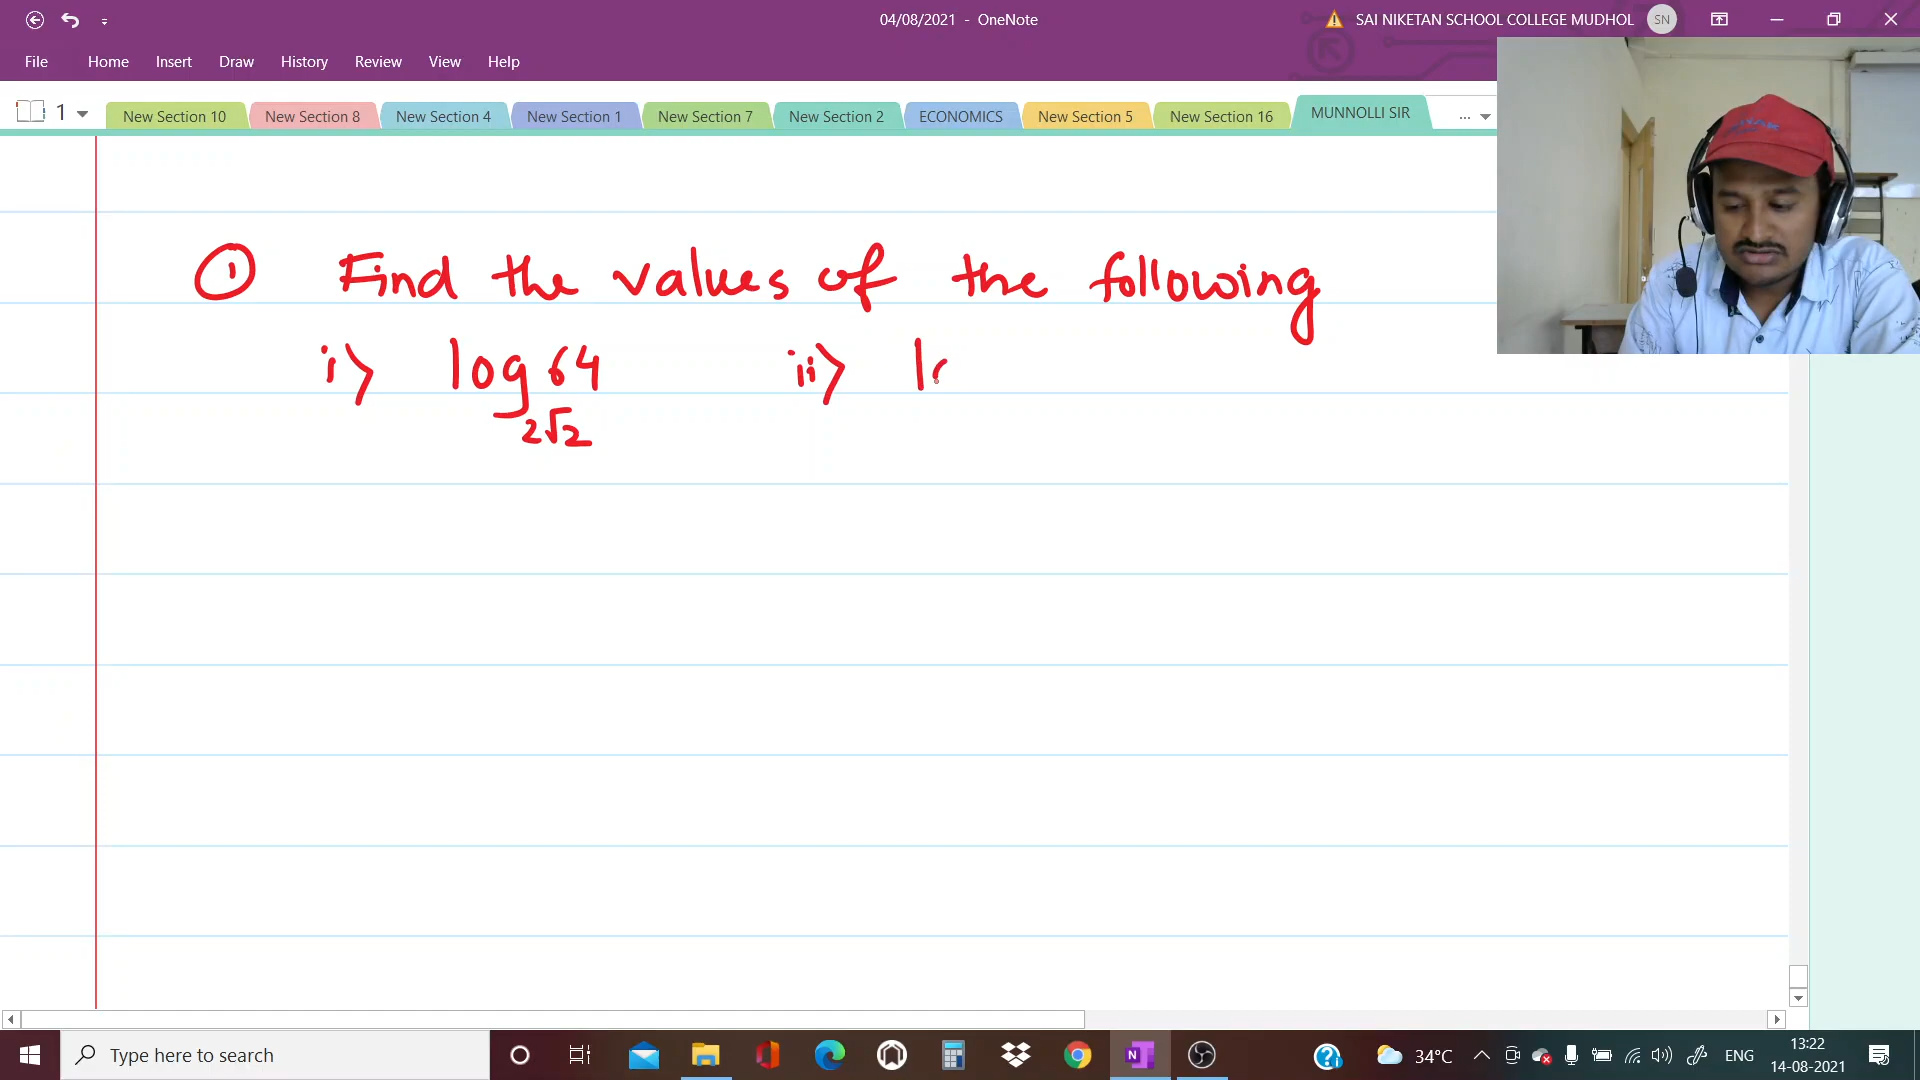 04/08/2021 - OneNote
SAI NIKETAN SCHOOL COLLEGE MUDHOL SN
File Home Insert Draw History Review View Help
1 New Section 10 New Section 8 New Section 4 New Section 1 New Section 7 New Section 2 ECONOMICS New Section 5 New Section 16 MUNNOLLI SIR ...
① Find the values of the following
i> log 64 ii> lo
2√2
Type here to search
34°C ENG 13:22
14-08-2021